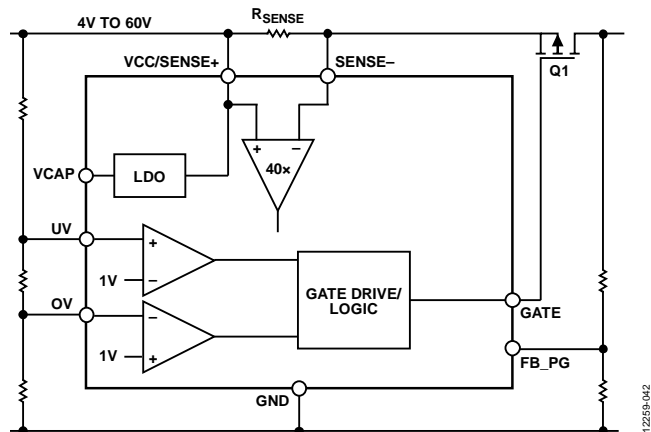 4V TO 60V
RSENSE
VCC/SENSE+
SENSE–
Q1
+ –
40×
VCAP
LDO
UV
+
1V –
GATE DRIVE/
LOGIC
OV
–
1V +
GATE
FB_PG
GND
12259-042